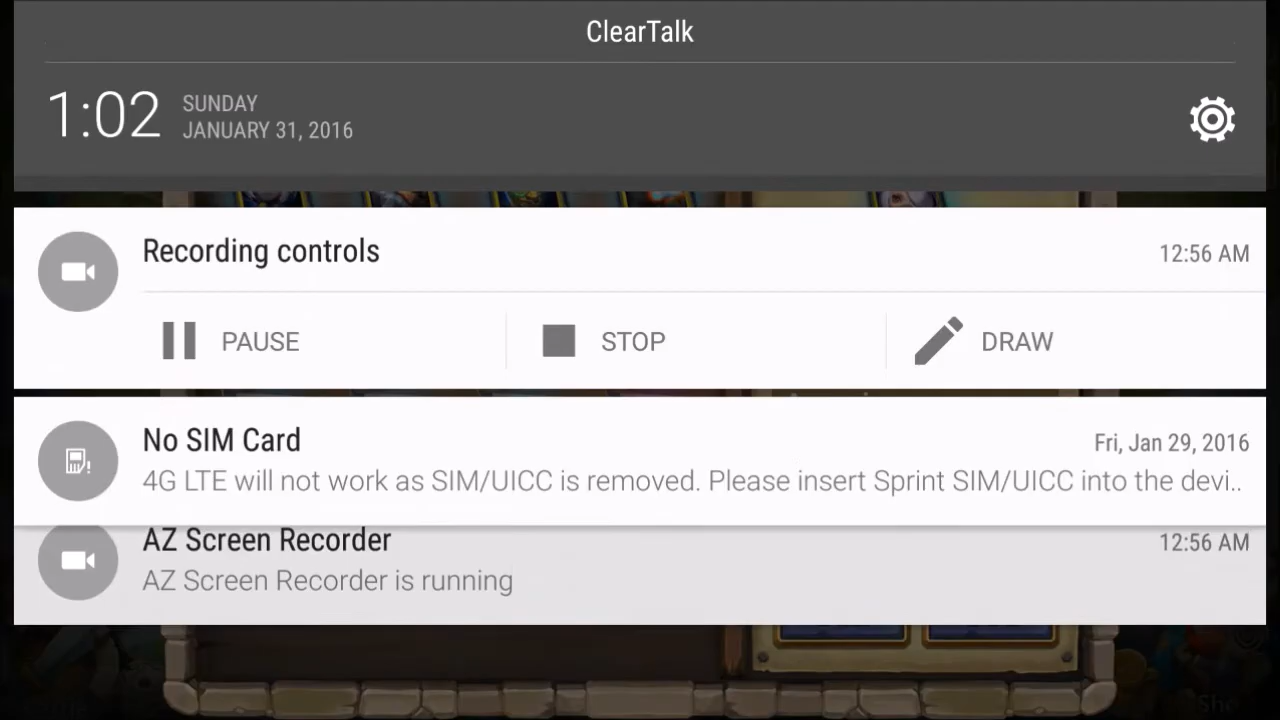 ClearTalk
1:02
SUNDAY
JANUARY 31, 2016
Recording controls
12:56 AM
PAUSE
STOP
DRAW
No SIM Card
Fri, Jan 29, 2016
4G LTE will not work as SIM/UICC is removed. Please insert Sprint SIM/UICC into the devi..
AZ Screen Recorder
12:56 AM
AZ Screen Recorder is running